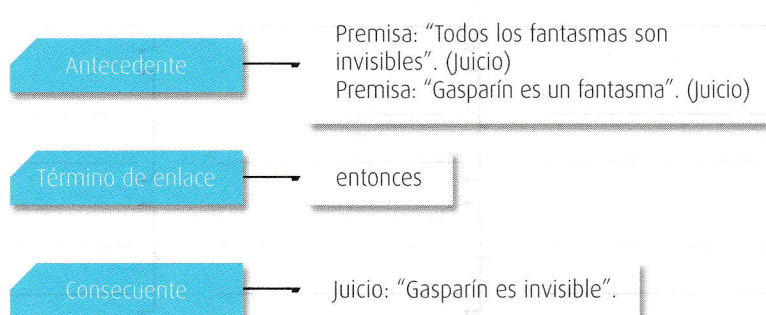 Antecedente
Premisa: “Todos los fantasmas son
invisibles”. (Juicio)
Premisa: “Gasparín es un fantasma”. (Juicio)
Término de enlace
entonces
Consecuente
Juicio: “Gasparín es invisible”.